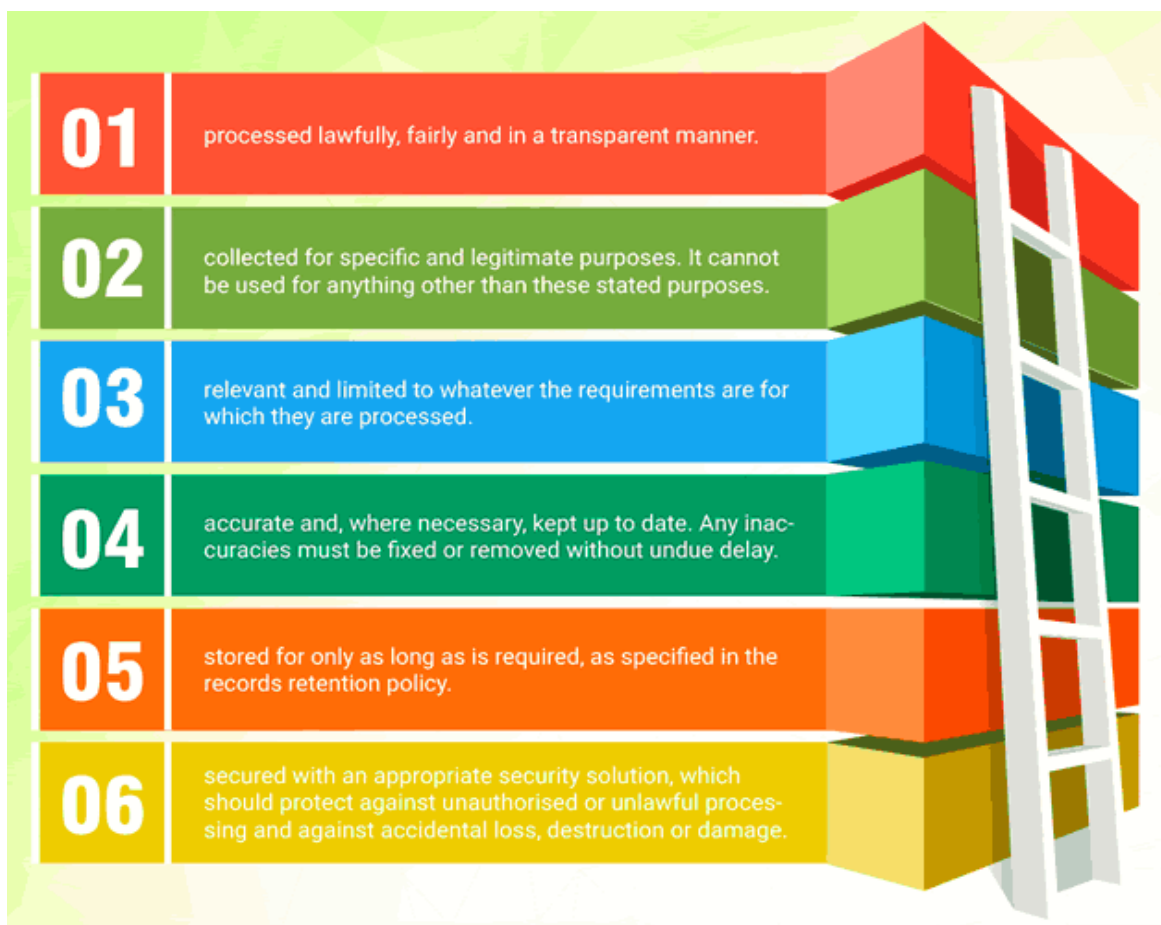 01
processed lawfully, fairly and in a transparent manner.
02
collected for specific and legitimate purposes. It cannot
be used for anything other than these stated purposes.
03
relevant and limited to whatever the requirements are for
which they are processed.
04
accurate and, where necessary, kept up to date. Any inac-
curacies must be fixed or removed without undue delay.
05
stored for only as long as is required, as specified in the
records retention policy.
06
secured with an appropriate security solution, which
should protect against unauthorised or unlawful proces-
sing and against accidental loss, destruction or damage.